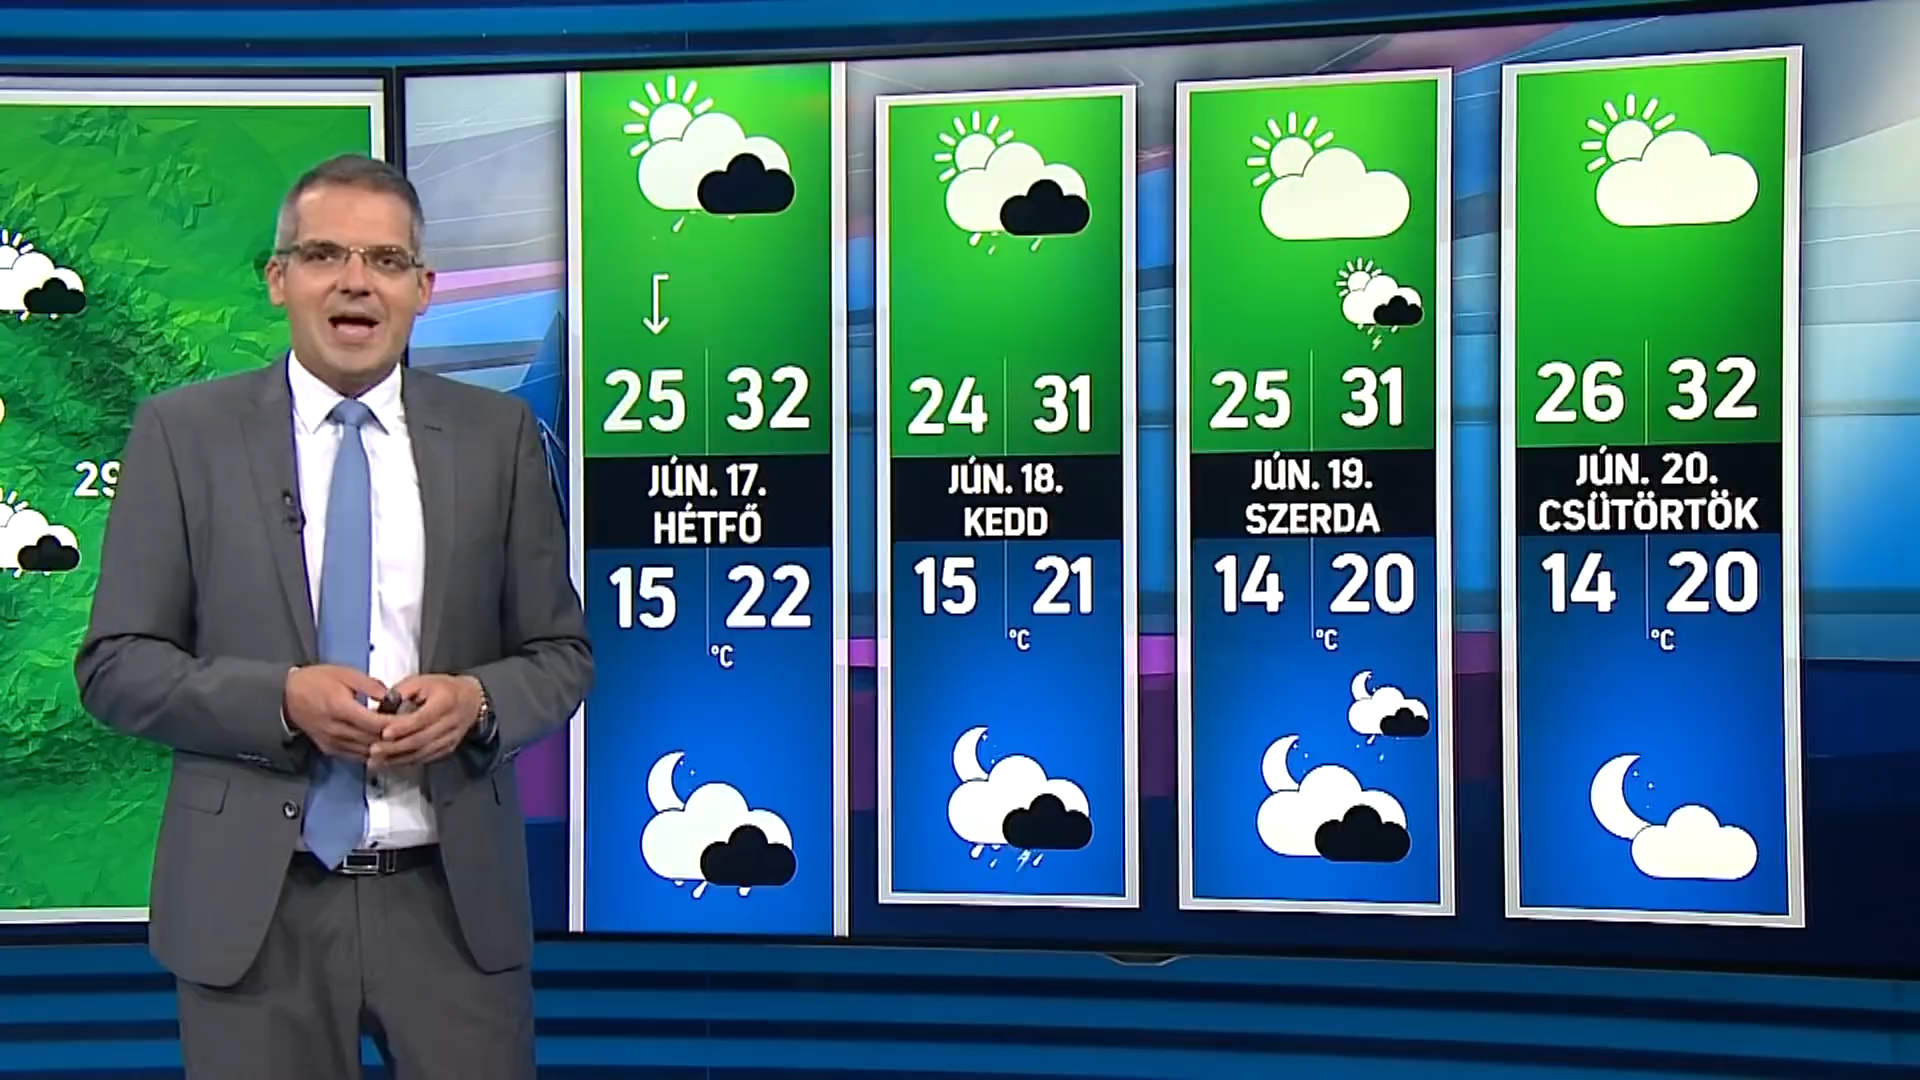 29
25 32
JÚN. 17.
HÉTFŐ
15 22
°C
24 31
JÚN. 18.
KEDD
15 21
°C
25 31
JÚN. 19.
SZERDA
14 20
°C
26 32
JÚN. 20.
CSÜTÖRTÖK
14 20
°C